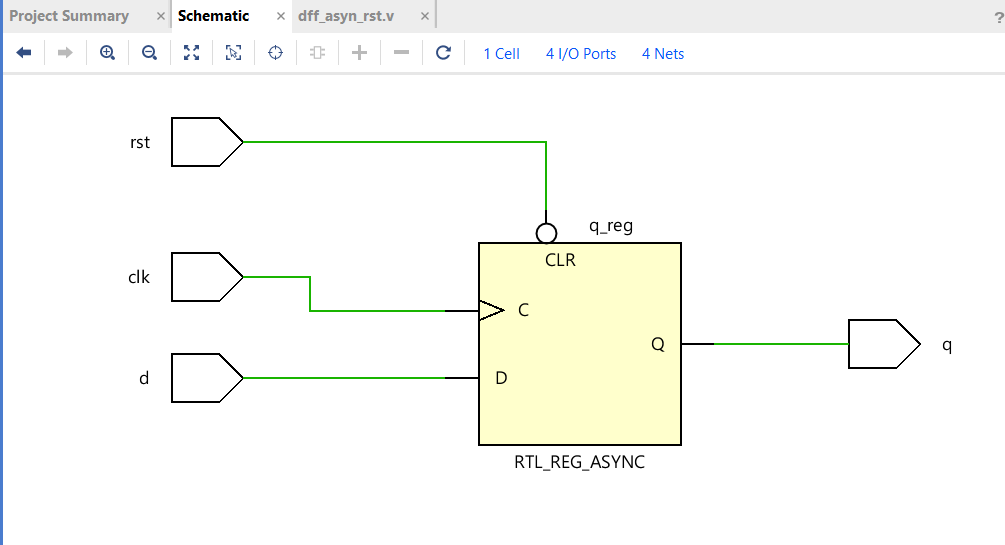 Project Summary × Schematic × dff_asyn_rst.v × ?
1 Cell 4 I/O Ports 4 Nets
rst
q_reg
CLR
clk
C
Q
q
d
D
RTL_REG_ASYNC